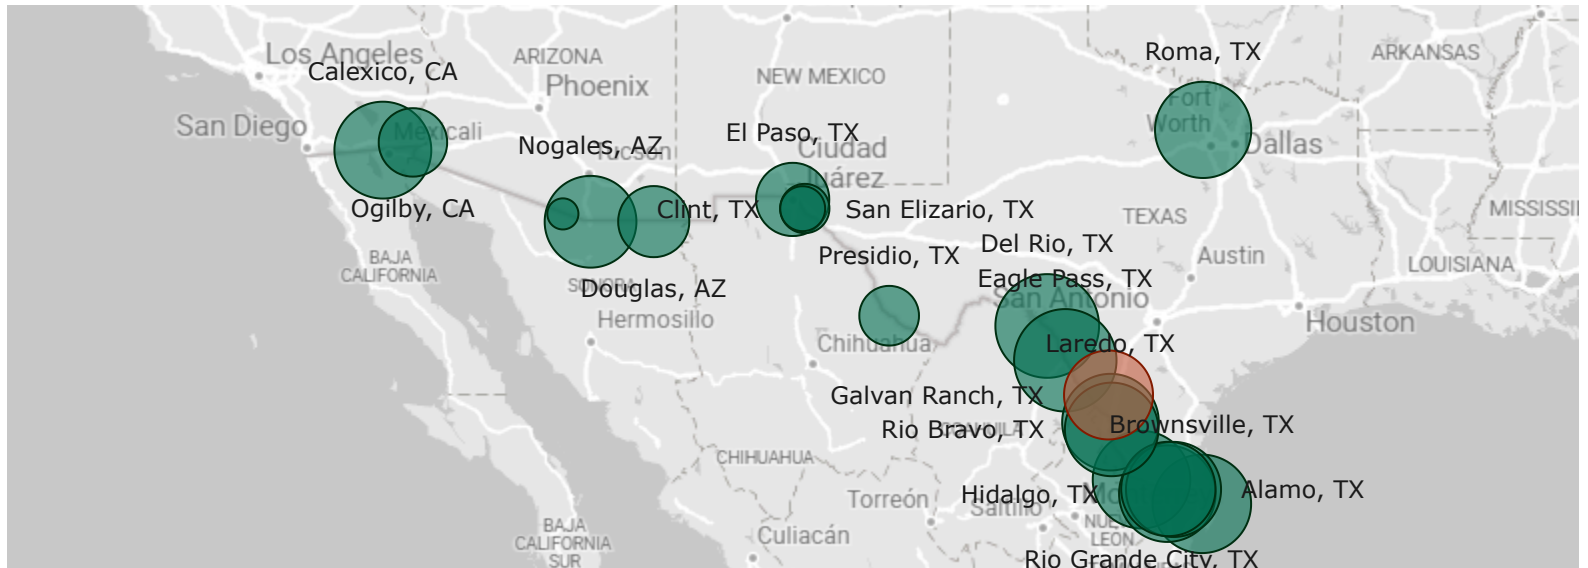 Los Angeles
Calexico, CA
San Diego
Mexicali
Ogilby, CA
ARIZONA
Phoenix
Nogales, AZ
Tucson
Clint, TX
Douglas, AZ
SONORA
Hermosillo
BAJA
CALIFORNIA
NEW MEXICO
El Paso, TX
Ciudad
Juárez
San Elizario, TX
Presidio, TX
Chihuahua
Roma, TX
Fort
Worth
Dallas
ARKANSAS
TEXAS
MISSISSI
Austin
LOUISIANA
Del Rio, TX
Eagle Pass, TX
San Antonio
Houston
Laredo, TX
Galvan Ranch, TX
Rio Bravo, TX
COAHUILA
Brownsville, TX
CHIHUAHUA
Torreón
Hidalgo, TX
Saltillo
Alamo, TX
NUEVO
LEON
Culiacán
BAJA
CALIFORNIA
SUR
Rio Grande City, TX